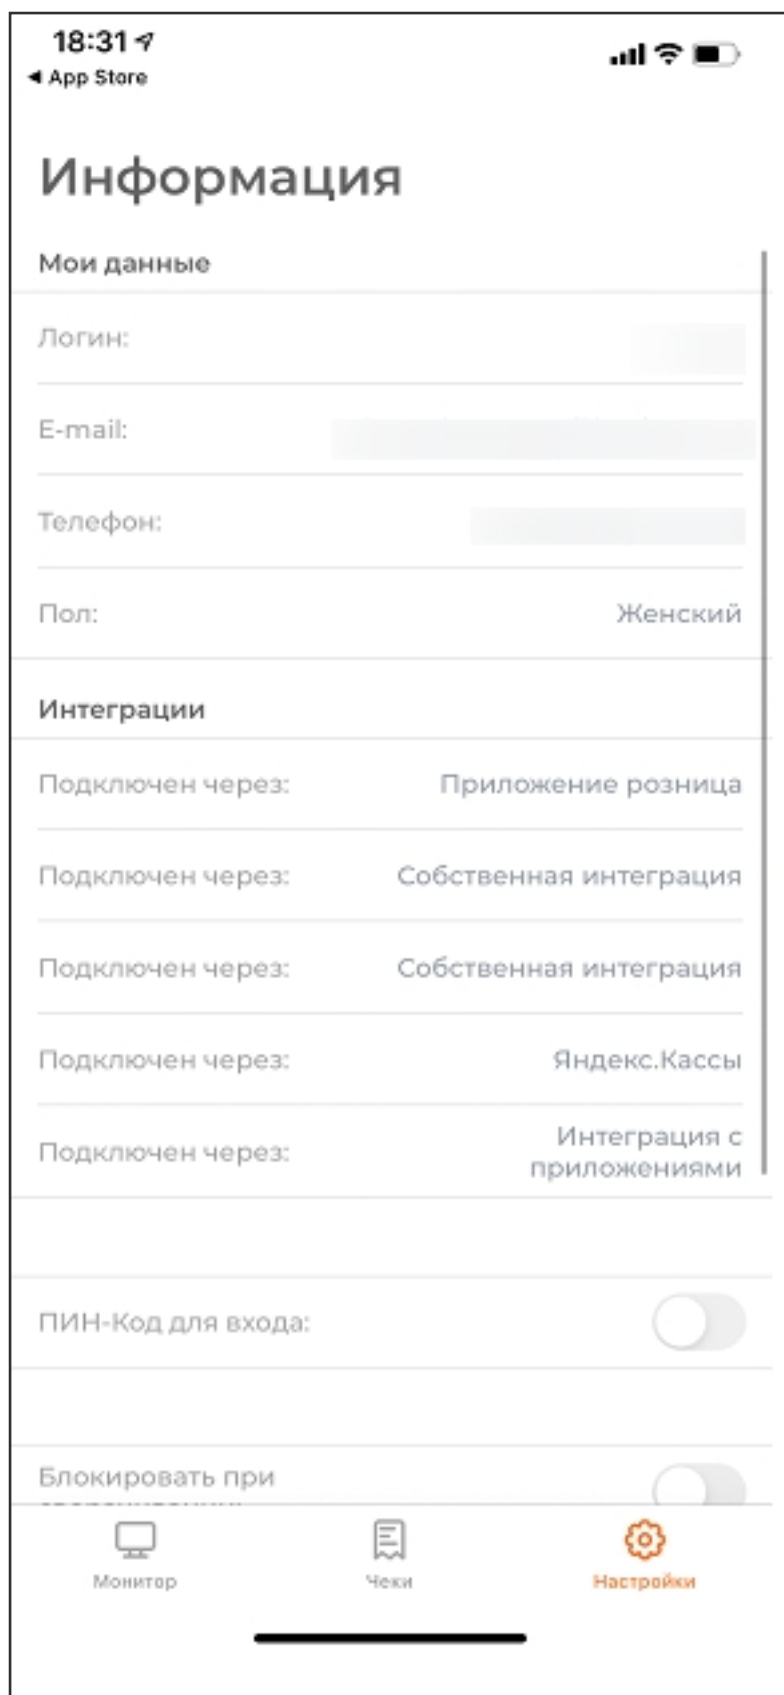 18:31
App Store
Информация
Мои данные
Логин:
E-mail:
Телефон:
Пол: Женский
Интеграции
Подключен через: Приложение розница
Подключен через: Собственная интеграция
Подключен через: Собственная интеграция
Подключен через: Яндекс.Кассы
Подключен через: Интеграция с
приложениями
ПИН-Код для входа:
Блокировать при
Монитор Чеки Настройки